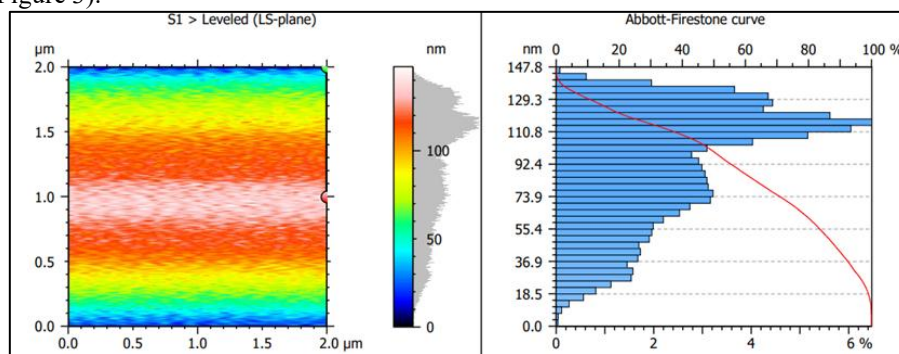 Figure 3).
S1 > Leveled (LS-plane)
µm
2.0
1.5
1.0
0.5
0.0
0.0 0.5 1.0 1.5 2.0 µm
nm
100
50
0
Abbott-Firestone curve
nm 0 20 40 60 80 100 %
147.8
129.3
110.8
92.4
73.9
55.4
36.9
18.5
0.0
0 2 4 6 %